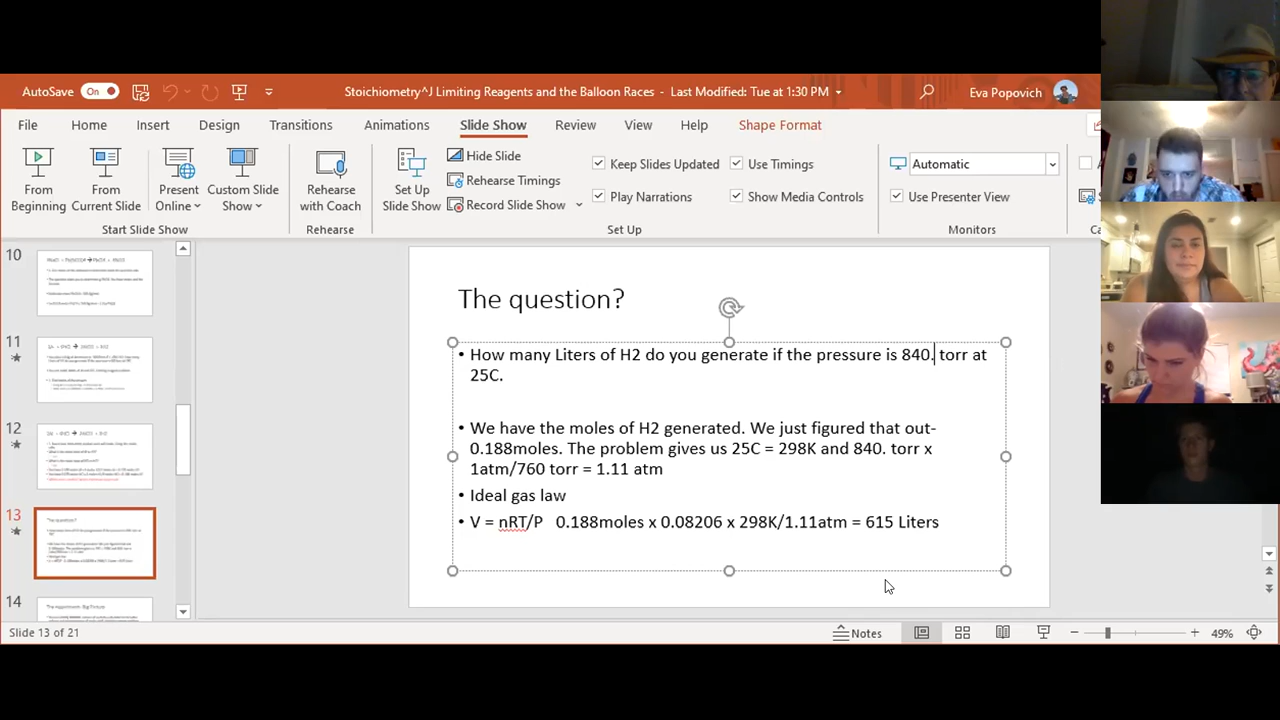 AutoSave On
Stoichiometry^J Limiting Reagents and the Balloon Races - Last Modified: Tue at 1:30 PM
Eva Popovich
File Home Insert Design Transitions Animations Slide Show Review View Help Shape Format
From Beginning
From Current Slide
Present Online
Custom Slide Show
Start Slide Show
Rehearse with Coach
Rehearse
Set Up Slide Show
Hide Slide
Rehearse Timings
Record Slide Show
Keep Slides Updated
Play Narrations
Use Timings
Show Media Controls
Set Up
Automatic
Use Presenter View
Monitors
10
11
12
13
14
The question?
• How many Liters of H2 do you generate if the pressure is 840. torr at
25C.
• We have the moles of H2 generated. We just figured that out-
0.188moles. The problem gives us 25C = 298K and 840. torr x
1atm/760 torr = 1.11 atm
• Ideal gas law
• V = nRT/P 0.188moles x 0.08206 x 298K/1.11atm = 615 Liters
Slide 13 of 21
Notes
49%